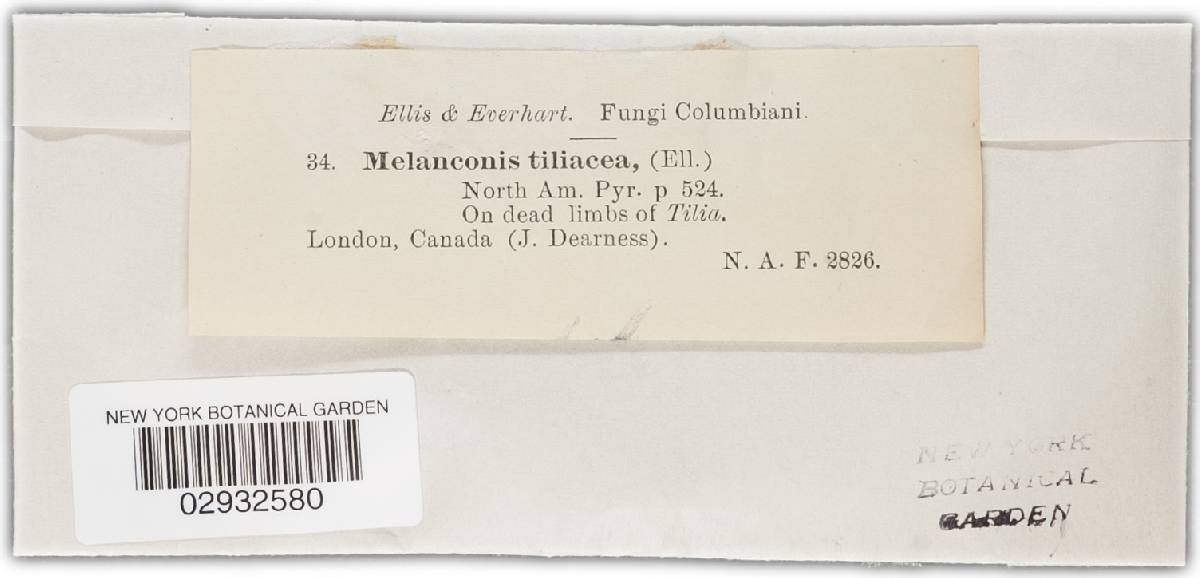 Ellis & Everhart. Fungi Columbiani.
34. Melanconis tiliacea, (Ell.)
North Am. Pyr. p 524.
On dead limbs of Tilia.
London, Canada (J. Dearness).
N. A. F. 2826.
NEW YORK BOTANICAL GARDEN
02932580
NEW YORK
BOTANICAL
GARDEN